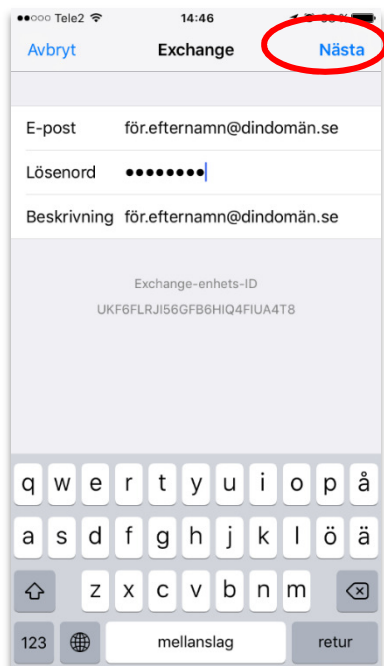 Tele2 14:46
Avbryt Exchange Nästa
E-post för.efternamn@dindomän.se
Lösenord ●●●●●●●●
Beskrivning för.efternamn@dindomän.se
Exchange-enhets-ID
UKF6FLRJI56GFB6HIQ4FIUA4T8
q w e r t y u i o p å
a s d f g h j k l ö ä
z x c v b n m
123 mellanslag retur